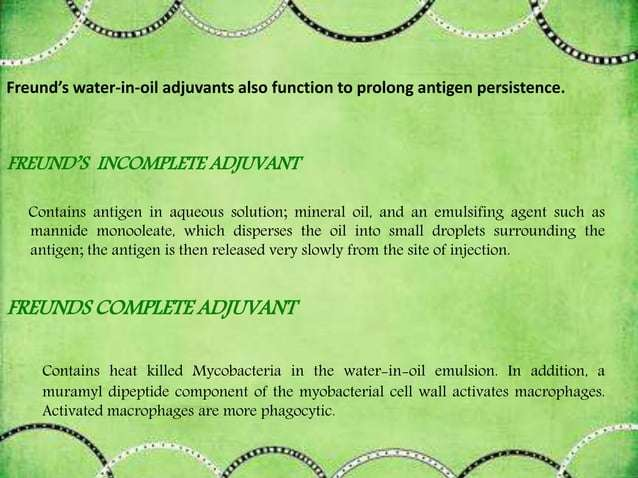 Freund’s water-in-oil adjuvants also function to prolong antigen persistence.
FREUND’S INCOMPLETE ADJUVANT
Contains antigen in aqueous solution; mineral oil, and an emulsifing agent such as
mannide monooleate, which disperses the oil into small droplets surrounding the
antigen; the antigen is then released very slowly from the site of injection.
FREUNDS COMPLETE ADJUVANT
Contains heat killed Mycobacteria in the water-in-oil emulsion. In addition, a
muramyl dipeptide component of the myobacterial cell wall activates macrophages.
Activated macrophages are more phagocytic.